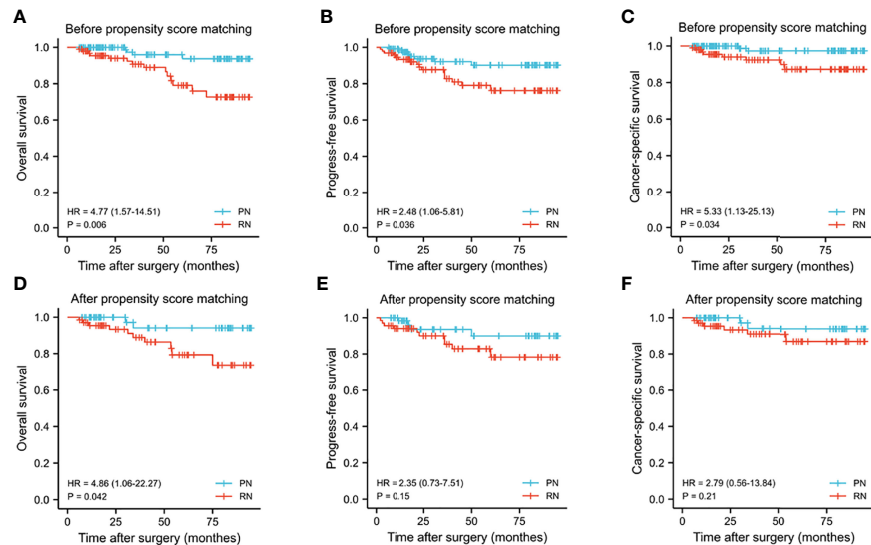 A
Before propensity score matching
1.0
0.8
0.6
0.4
0.2
0.0
Overall survival
HR = 4.77 (1.57-14.51)
P = 0.006
PN
RN
0
25
50
75
Time after surgery (monthes)
B
Before propensity score matching
1.0
0.8
0.6
0.4
0.2
0.0
Progress-free survival
HR = 2.48 (1.06-5.81)
P = 0.036
PN
RN
0
25
50
75
Time after surgery (monthes)
C
Before propensity score matching
1.0
0.8
0.6
0.4
0.2
0.0
Cancer-specific survival
HR = 5.33 (1.13-25.13)
P = 0.034
PN
RN
0
25
50
75
Time after surgery (monthes)
D
After propensity score matching
1.0
0.8
0.6
0.4
0.2
0.0
Overall survival
HR = 4.86 (1.06-22.27)
P = 0.042
PN
RN
0
25
50
75
Time after surgery (monthes)
E
After propensity score matching
1.0
0.8
0.6
0.4
0.2
0.0
Progress-free survival
HR = 2.35 (0.73-7.51)
P = 0.15
PN
RN
0
25
50
75
Time after surgery (monthes)
F
After propensity score matching
1.0
0.8
0.6
0.4
0.2
0.0
Cancer-specific survival
HR = 2.79 (0.56-13.84)
P = 0.21
PN
RN
0
25
50
75
Time after surgery (monthes)